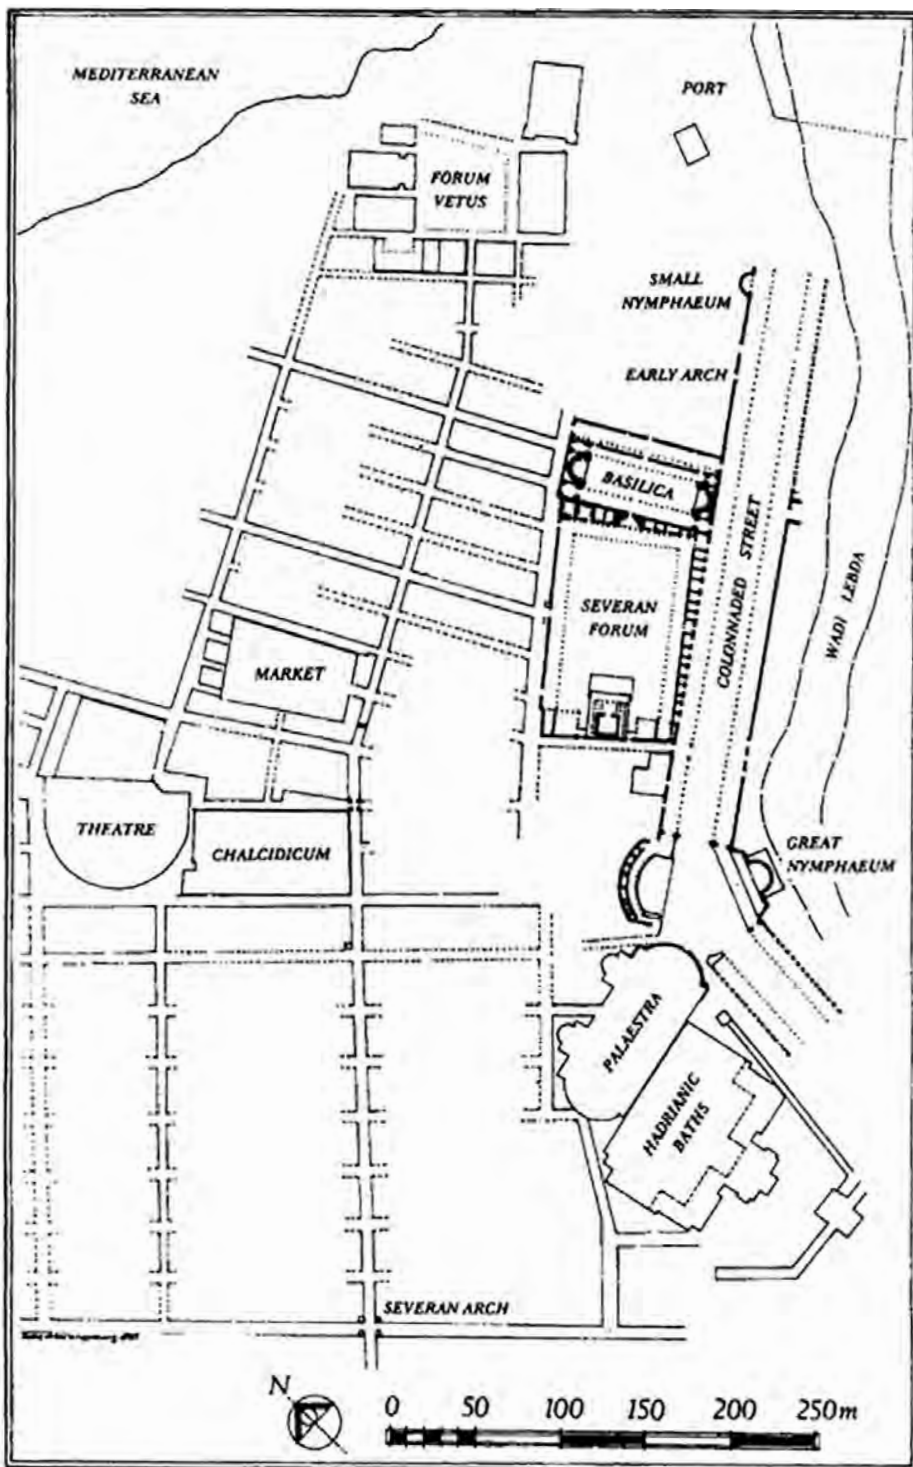 MEDITERRANEAN
SEA
PORT
FORUM
VETUS
SMALL
NYMPHAEUM
EARLY ARCH
BASILICA
COLONNADED STREET
WADI LEBDA
SEVERAN
FORUM
MARKET
THEATRE
CHALCIDICUM
GREAT
NYMPHAEUM
PALAESTRA
HADRIANIC
BATHS
SEVERAN ARCH
N
0 50 100 150 200 250m